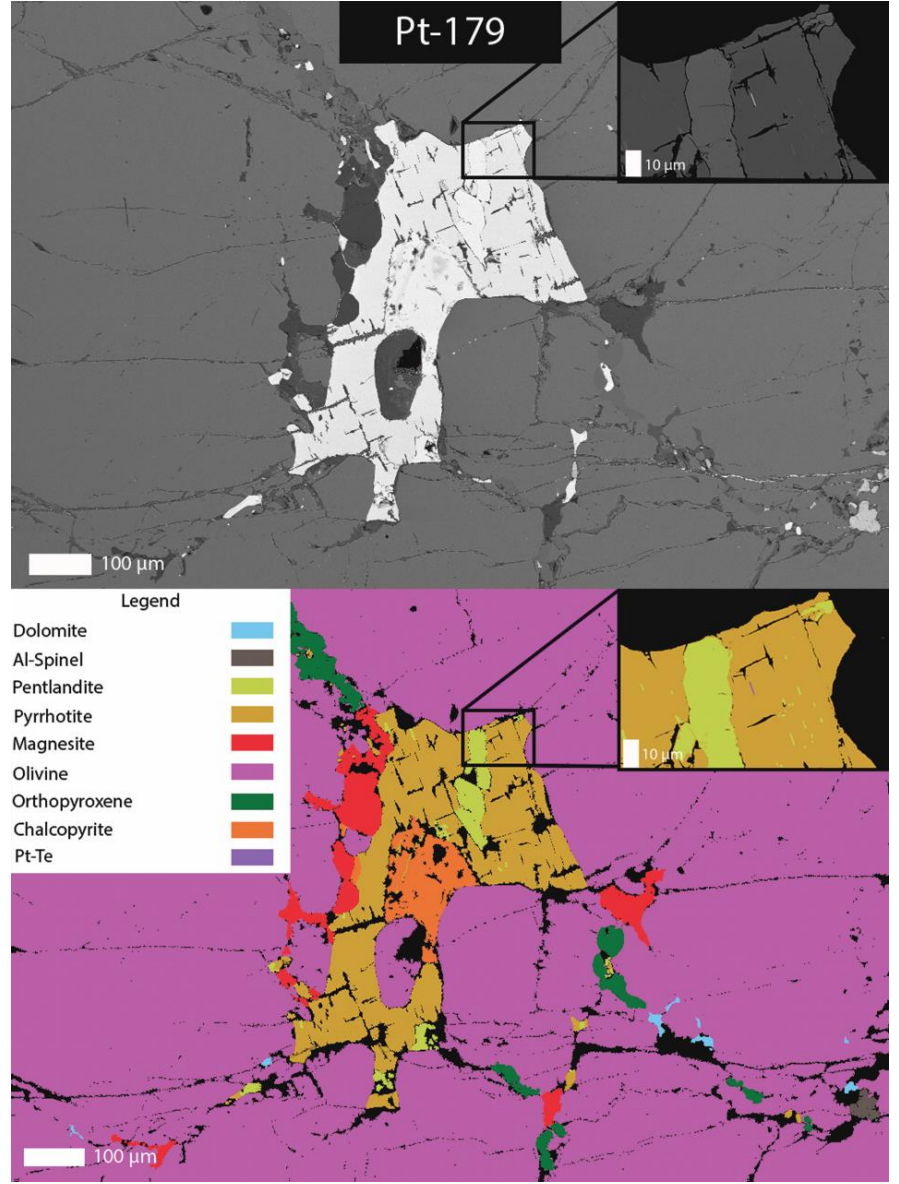 Pt-179
10 µm
100 µm
Legend
Dolomite
Al-Spinel
Pentlandite
Pyrrhotite
Magnesite
Olivine
Orthopyroxene
Chalcopyrite
Pt-Te
10 µm
100 µm